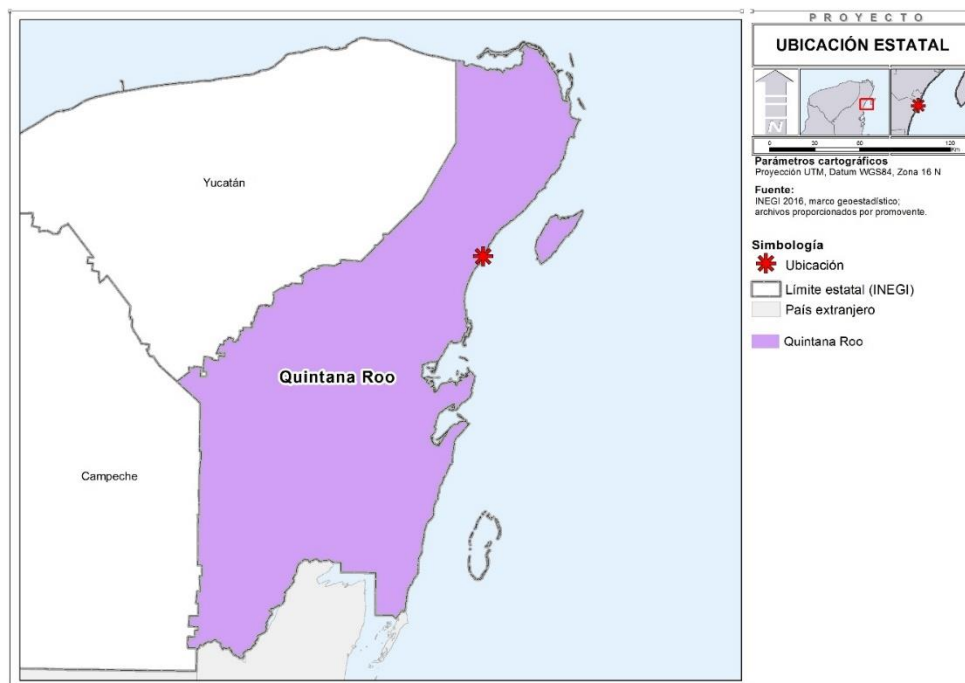 Yucatán
Quintana Roo
Campeche
PROYECTO
UBICACIÓN ESTATAL
N
0 30 60 120
Km
Parámetros cartográficos
Proyección UTM, Datum WGS84, Zona 16 N
Fuente:
INEGI 2016, marco geoestadístico;
archivos proporcionados por promovente.
Simbología
Ubicación
Límite estatal (INEGI)
País extranjero
Quintana Roo